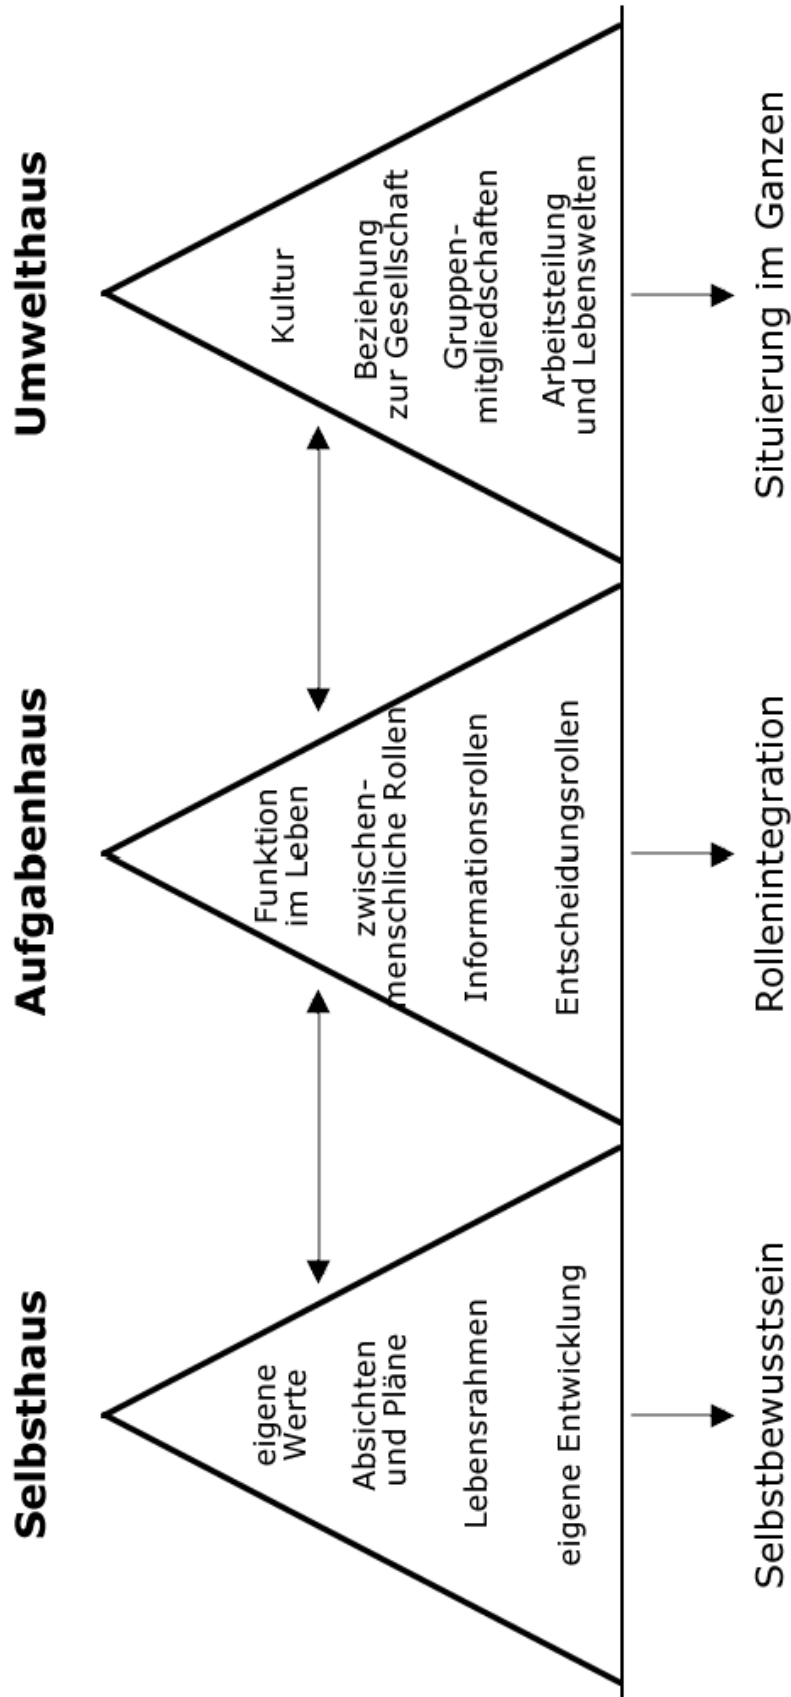 Selbsthaus
eigene
Werte
Absichten
und Pläne
Lebensrahmen
eigene Entwicklung
Selbstbewusstsein
Aufgabenhaus
Funktion
im Leben
zwischen-
menschliche Rollen
Informationsrollen
Entscheidungsrollen
Rollenintegration
Umwelthaus
Kultur
Beziehung
zur Gesellschaft
Gruppen-
mitgliedschaften
Arbeitsteilung
und Lebenswelten
Situierung im Ganzen